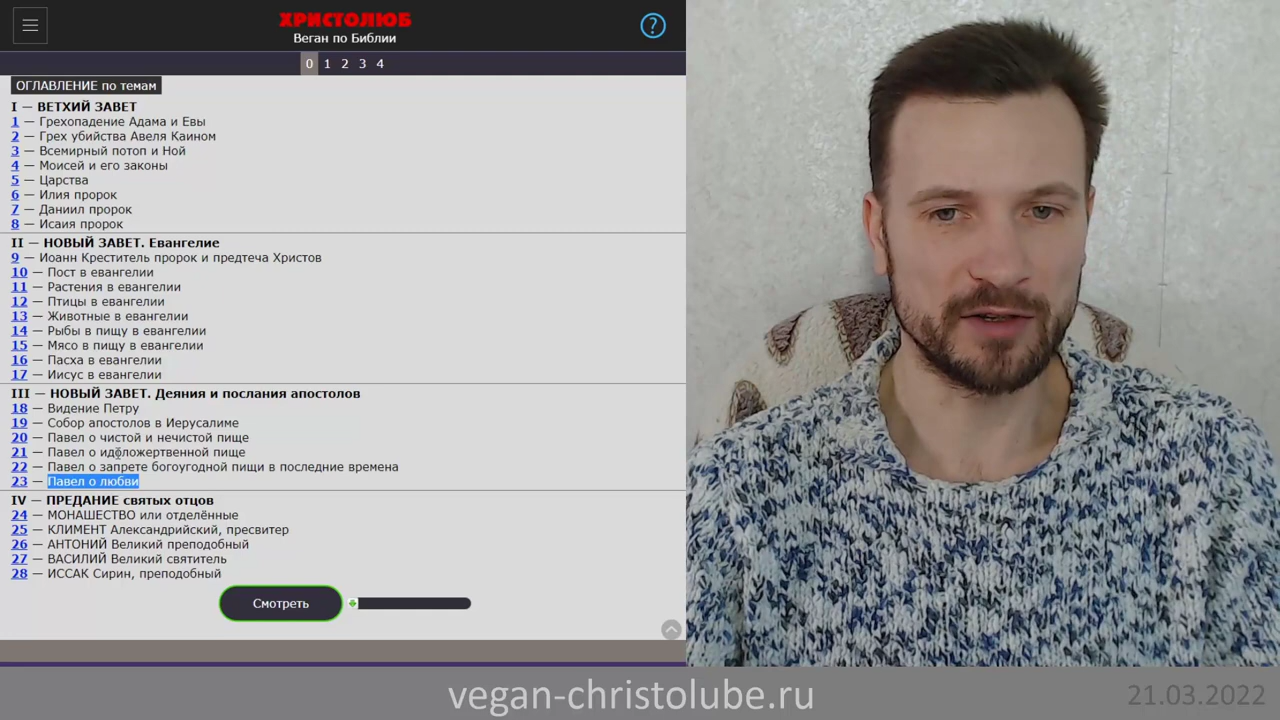 ХРИСТОЛЮБ
Веган по Библии
?
0 1 2 3 4
ОГЛАВЛЕНИЕ по темам
I — ВЕТХИЙ ЗАВЕТ
1 — Грехопадение Адама и Евы
2 — Грех убийства Авеля Каином
3 — Всемирный потоп и Ной
4 — Моисей и его законы
5 — Царства
6 — Илия пророк
7 — Даниил пророк
8 — Исаия пророк
II — НОВЫЙ ЗАВЕТ. Евангелие
9 — Иоанн Креститель пророк и предтеча Христов
10 — Пост в евангелии
11 — Растения в евангелии
12 — Птицы в евангелии
13 — Животные в евангелии
14 — Рыбы в пищу в евангелии
15 — Мясо в пищу в евангелии
16 — Пасха в евангелии
17 — Иисус в евангелии
III — НОВЫЙ ЗАВЕТ. Деяния и послания апостолов
18 — Видение Петру
19 — Собор апостолов в Иерусалиме
20 — Павел о чистой и нечистой пище
21 — Павел о идоложертвенной пище
22 — Павел о запрете богоугодной пищи в последние времена
23 — Павел о любви
IV — ПРЕДАНИЕ святых отцов
24 — МОНАШЕСТВО или отделённые
25 — КЛИМЕНТ Александрийский, пресвитер
26 — АНТОНИЙ Великий преподобный
27 — ВАСИЛИЙ Великий святитель
28 — ИССАК Сирин, преподобный
Смотреть
vegan-christolube.ru
21.03.2022